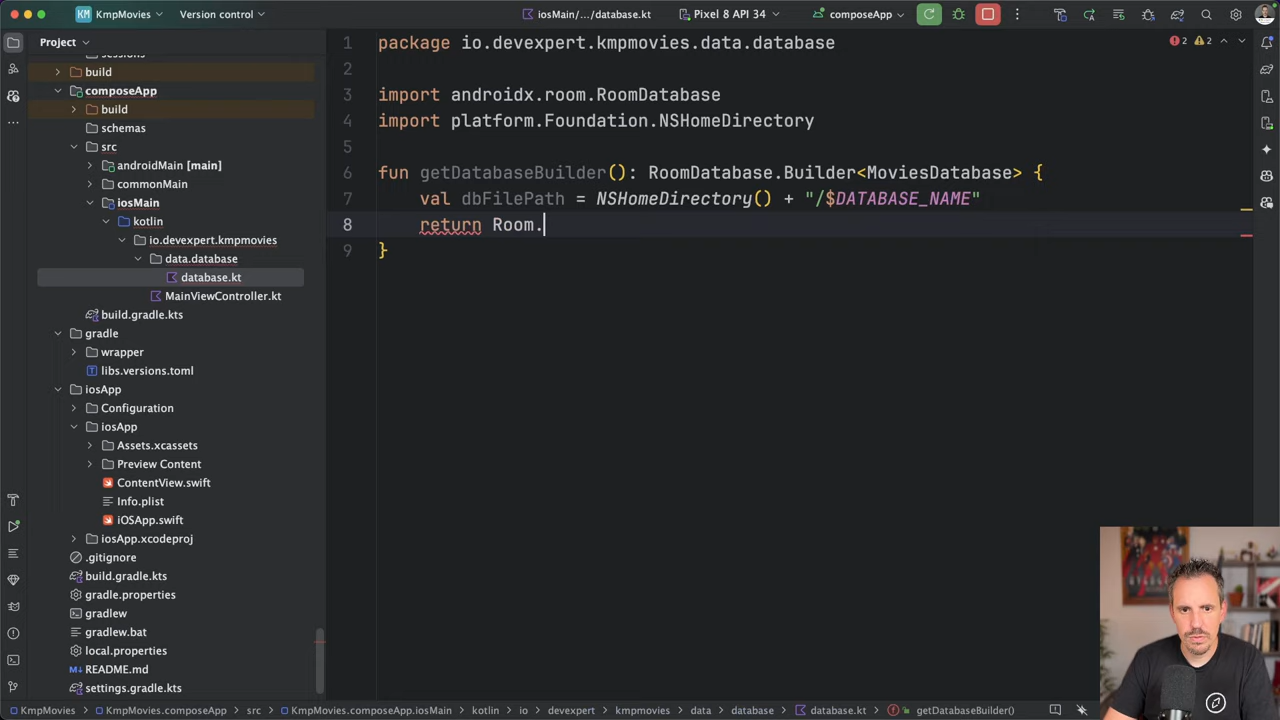 KM KmpMovies Version control iosMain/.../database.kt Pixel 8 API 34 composeApp
Project
sessions
build
composeApp
build
schemas
src
androidMain [main]
commonMain
iosMain
kotlin
io.devexpert.kmpmovies
data.database
database.kt
MainViewController.kt
build.gradle.kts
gradle
wrapper
libs.versions.toml
iosApp
Configuration
iosApp
Assets.xcassets
Preview Content
ContentView.swift
Info.plist
iOSApp.swift
iosApp.xcodeproj
.gitignore
build.gradle.kts
gradle.properties
gradlew
gradlew.bat
local.properties
README.md
settings.gradle.kts
2 2
1 package io.devexpert.kmpmovies.data.database
2
3 import androidx.room.RoomDatabase
4 import platform.Foundation.NSHomeDirectory
5
6 fun getDatabaseBuilder(): RoomDatabase.Builder<MoviesDatabase> {
7 val dbFilePath = NSHomeDirectory() + "/$DATABASE_NAME"
8 return Room.
9 }
KmpMovies > KmpMovies.composeApp > src > KmpMovies.composeApp.iosMain > kotlin > io > devexpert > kmpmovies > data > database > database.kt > getDatabaseBuilder()